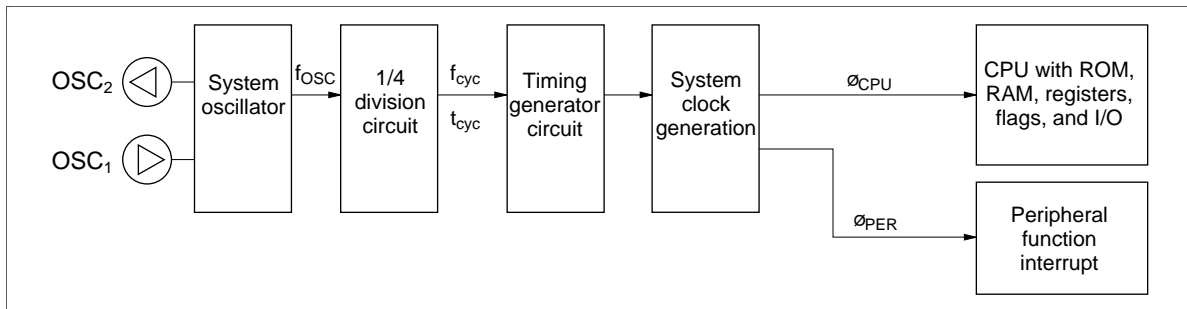 OSC2
OSC1
System
oscillator
fOSC
1/4
division
circuit
fcyc
tcyc
Timing
generator
circuit
System
clock
generation
øCPU
øPER
CPU with ROM,
RAM, registers,
flags, and I/O
Peripheral
function
interrupt